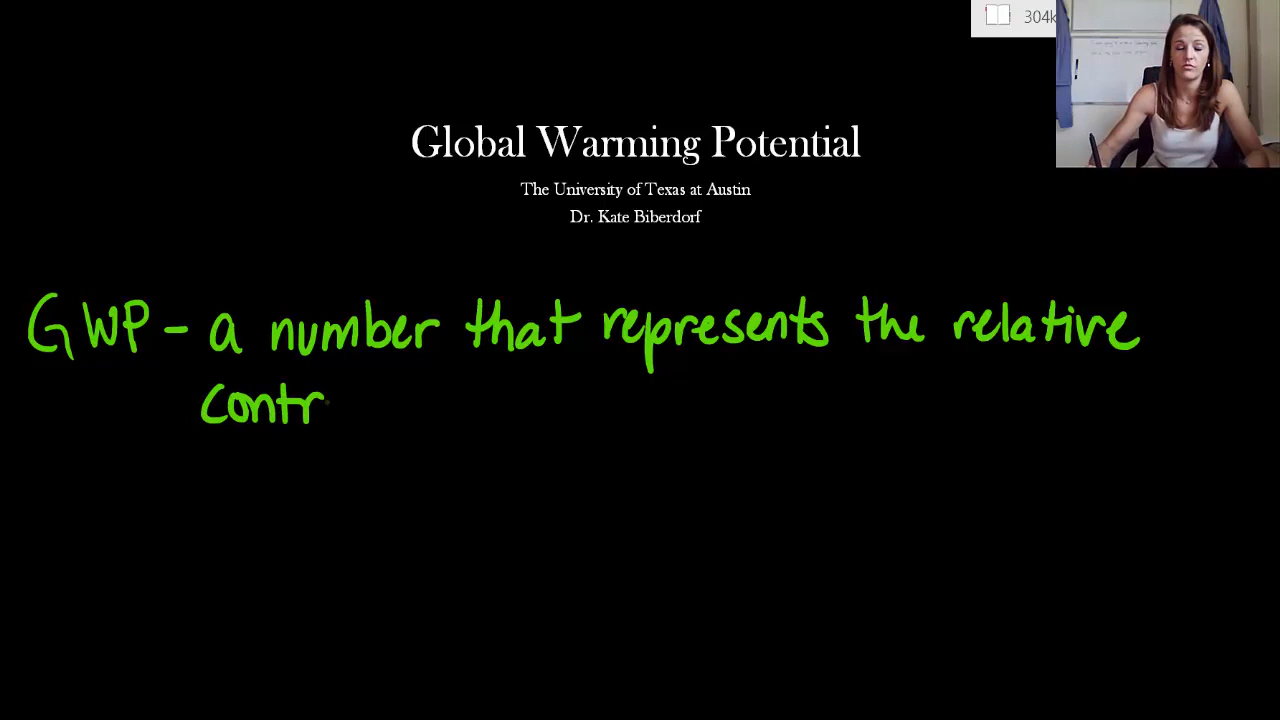 304k
Global Warming Potential
The University of Texas at Austin
Dr. Kate Biberdorf
GWP - a number that represents the relative
contr